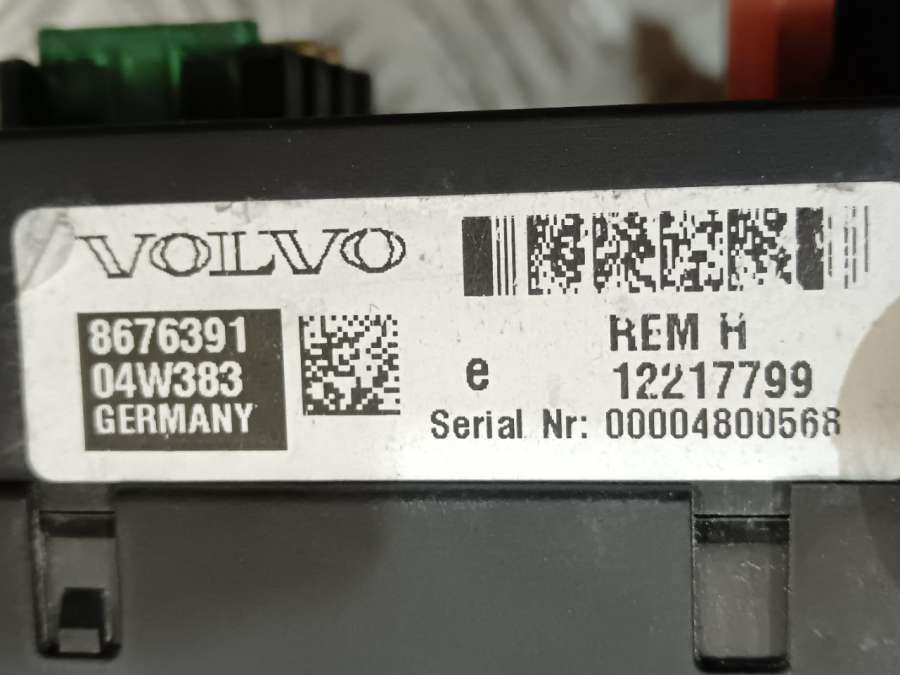 VOLVO
8676391
04W383
GERMANY
REM H
e
12217799
Serial Nr: 00004800568